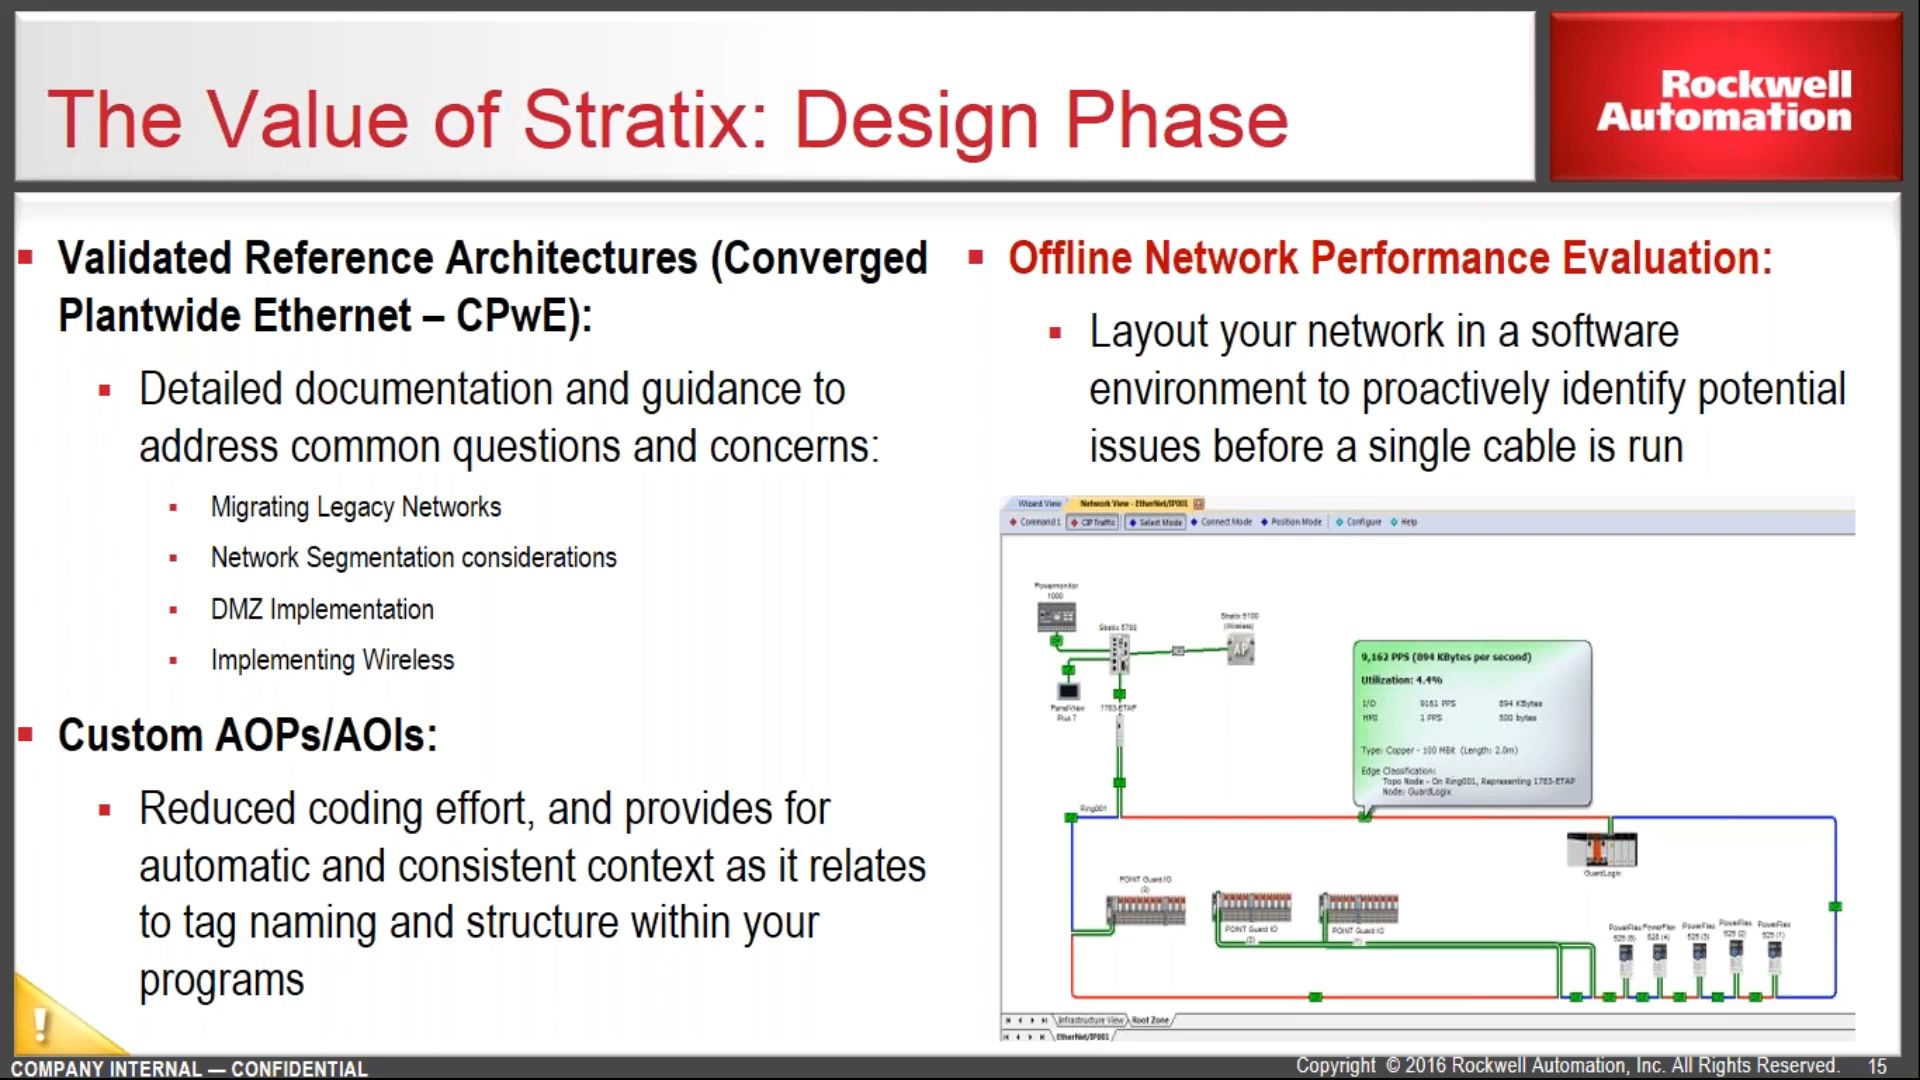 The Value of Stratix: Design Phase
Rockwell
Automation
Validated Reference Architectures (Converged
Plantwide Ethernet – CPwE):
Detailed documentation and guidance to
address common questions and concerns:
Migrating Legacy Networks
Network Segmentation considerations
DMZ Implementation
Implementing Wireless
Custom AOPs/AOIs:
Reduced coding effort, and provides for
automatic and consistent context as it relates
to tag naming and structure within your
programs
Offline Network Performance Evaluation:
Layout your network in a software
environment to proactively identify potential
issues before a single cable is run
Wizard View Network View - EtherNet/IP001
CIP Traffic Select Mode Connect Mode Position Mode Configure Help
Powermonitor
1000
Stratix 5700
Stratix 5100
(Wireless)
AP
PanelView
Plus 7
1783-ETAP
9,162 PPS (894 KBytes per second)
Utilization: 4.4%
I/O 9161 PPS 894 KBytes
HMI 1 PPS 500 bytes
Type: Copper - 100 MBit (Length: 2.0m)
Edge Classification:
Topo Node - On Ring001, Representing 1783-ETAP
Node: GuardLogix
Ring001
GuardLogix
POINT Guard IO
(3)
POINT Guard IO
POINT Guard IO
PowerFlex
525 (5)
PowerFlex
525 (4)
PowerFlex
525 (3)
PowerFlex
525 (2)
PowerFlex
525 (1)
Infrastructure View Root Zone
EtherNet/IP001
!
COMPANY INTERNAL — CONFIDENTIAL
Copyright © 2016 Rockwell Automation, Inc. All Rights Reserved. 15